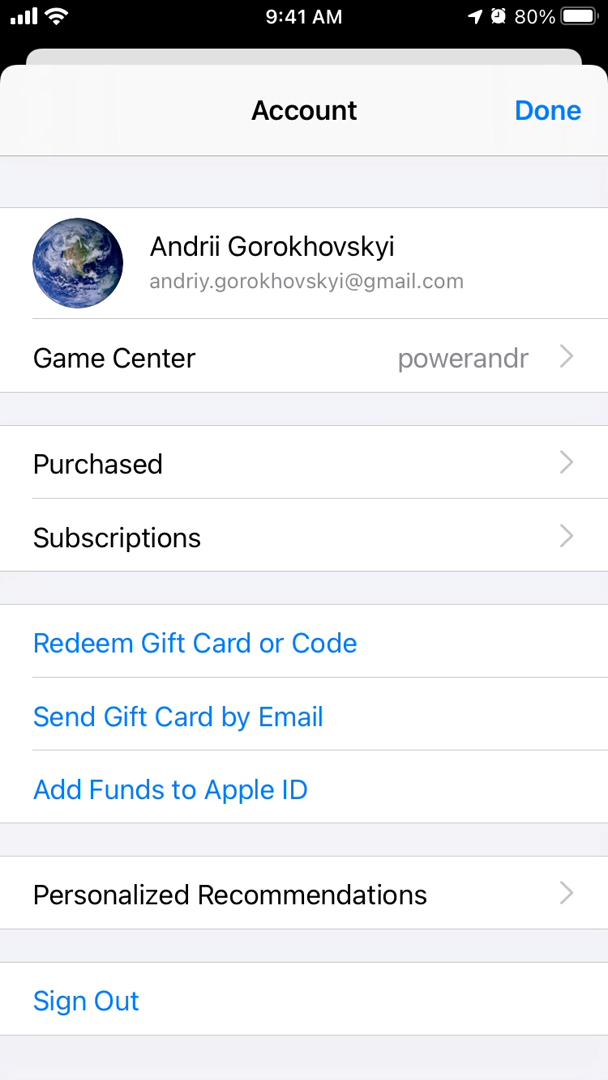 9:41 AM
80%
Account
Done
Andrii Gorokhovskyi
andriy.gorokhovskyi@gmail.com
Game Center powerandr
Purchased
Subscriptions
Redeem Gift Card or Code
Send Gift Card by Email
Add Funds to Apple ID
Personalized Recommendations
Sign Out